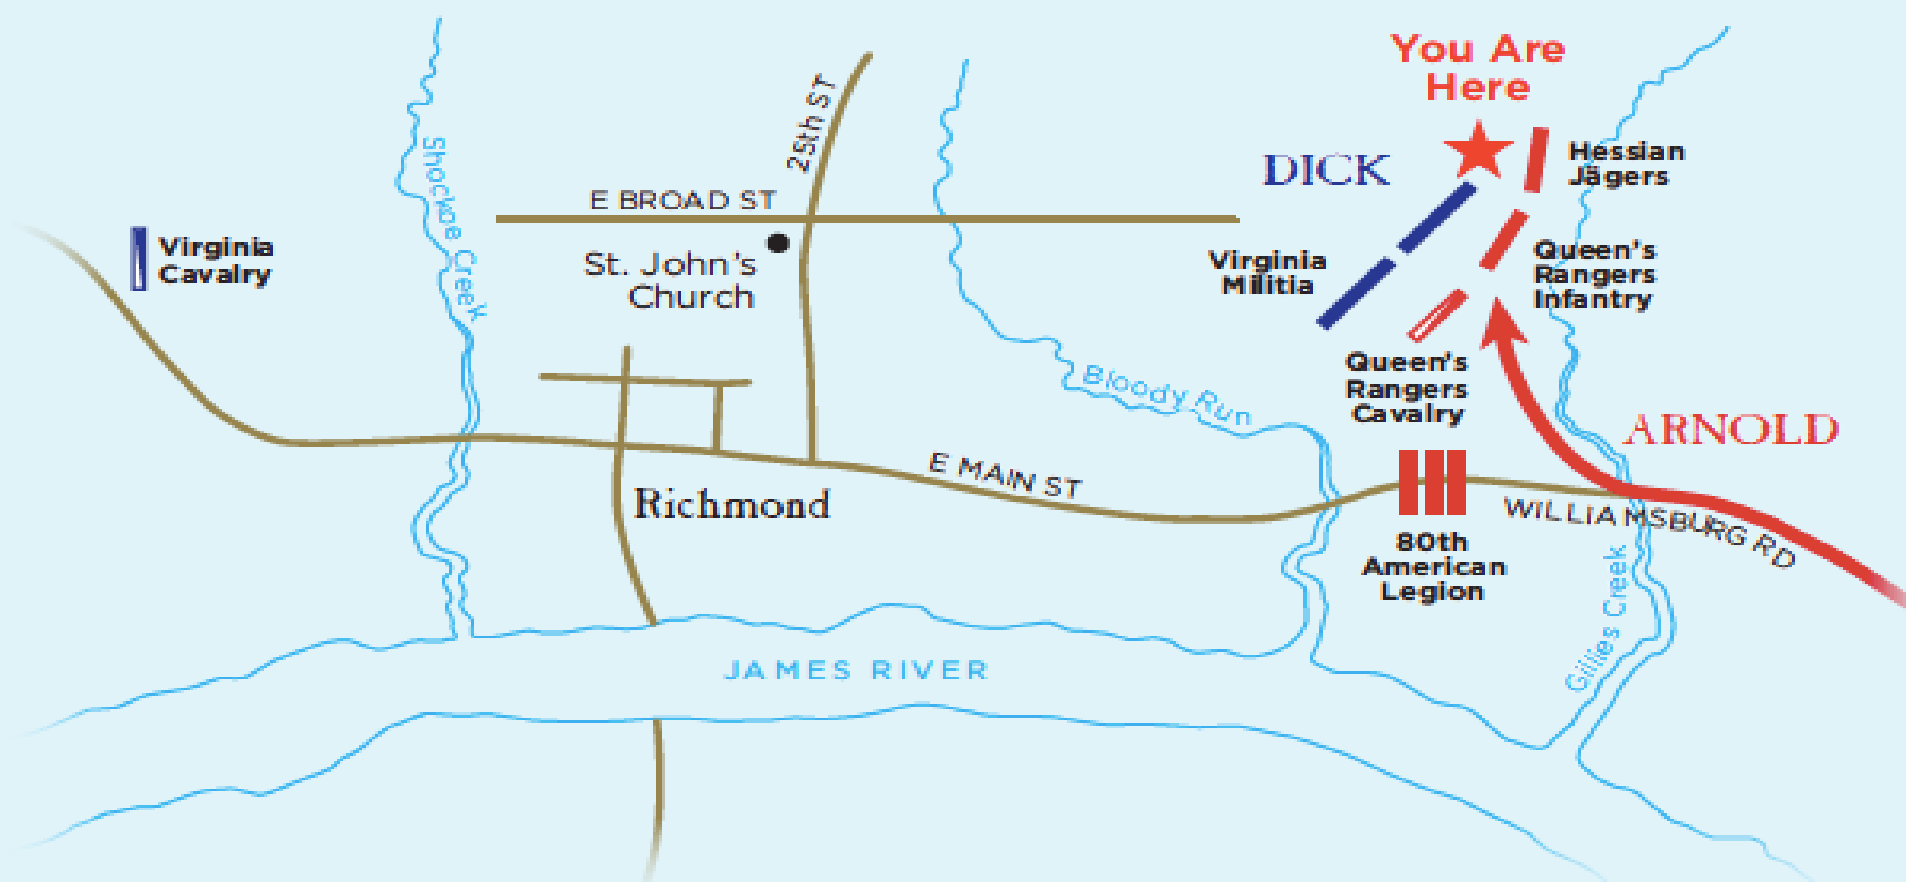 You Are
Here
25th ST
Shockoe Creek
DICK
Hessian
Jägers
E BROAD ST
Virginia
Cavalry
St. John's
Church
Virginia
Militia
Queen's
Rangers
Infantry
Queen's
Rangers
Cavalry
Bloody Run
ARNOLD
E MAIN ST
Richmond
WILLIAMSBURG RD
80th
American
Legion
Gillies Creek
JAMES RIVER